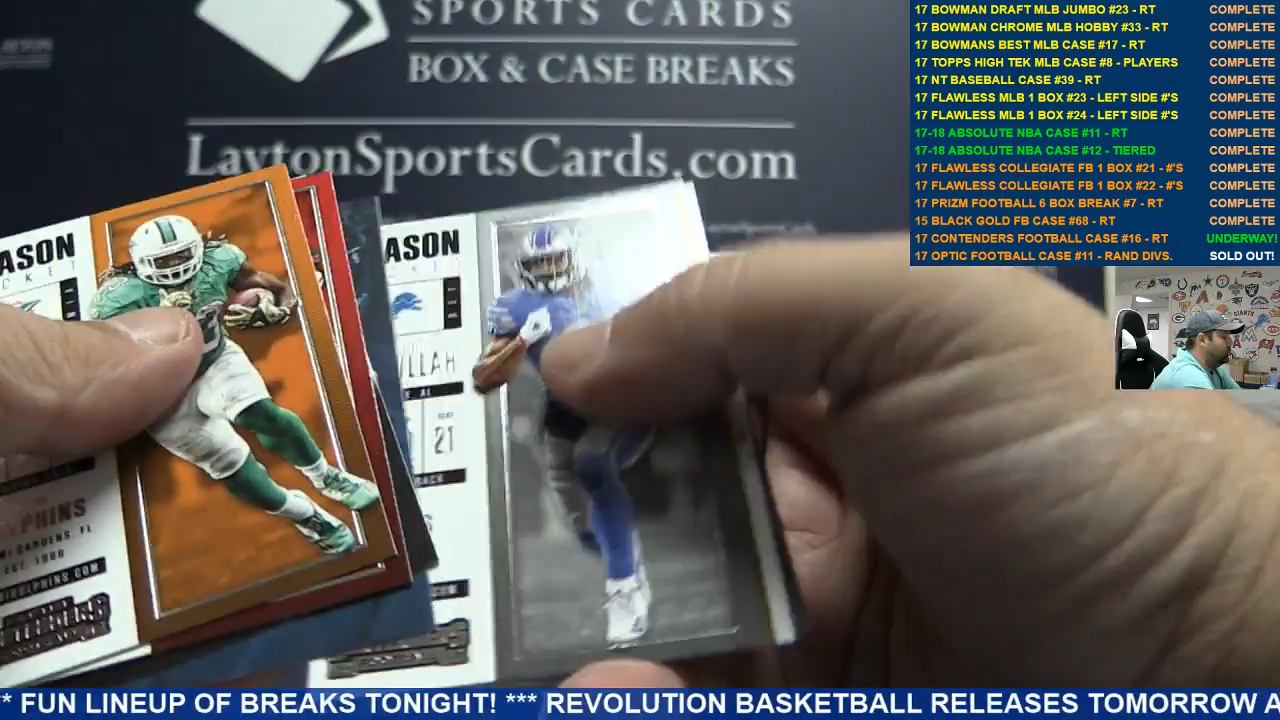 SPORTS CARDS
BOX & CASE BREAKS
LaytonSportsCards.com
17 BOWMAN DRAFT MLB JUMBO #23 - RT COMPLETE
17 BOWMAN CHROME MLB HOBBY #33 - RT COMPLETE
17 BOWMANS BEST MLB CASE #17 - RT COMPLETE
17 TOPPS HIGH TEK MLB CASE #8 - PLAYERS COMPLETE
17 NT BASEBALL CASE #39 - RT COMPLETE
17 FLAWLESS MLB 1 BOX #23 - LEFT SIDE #'S COMPLETE
17 FLAWLESS MLB 1 BOX #24 - LEFT SIDE #'S COMPLETE
17-18 ABSOLUTE NBA CASE #11 - RT COMPLETE
17-18 ABSOLUTE NBA CASE #12 - TIERED COMPLETE
17 FLAWLESS COLLEGIATE FB 1 BOX #21 - #'S COMPLETE
17 FLAWLESS COLLEGIATE FB 1 BOX #22 - #'S COMPLETE
17 PRIZM FOOTBALL 6 BOX BREAK #7 - RT COMPLETE
15 BLACK GOLD FB CASE #68 - RT COMPLETE
17 CONTENDERS FOOTBALL CASE #16 - RT UNDERWAY!
17 OPTIC FOOTBALL CASE #11 - RAND DIVS. SOLD OUT!
ASON
DLPHINS
EST. 1966
ASON
LLAH
21
BACK
** FUN LINEUP OF BREAKS TONIGHT! *** REVOLUTION BASKETBALL RELEASES TOMORROW A